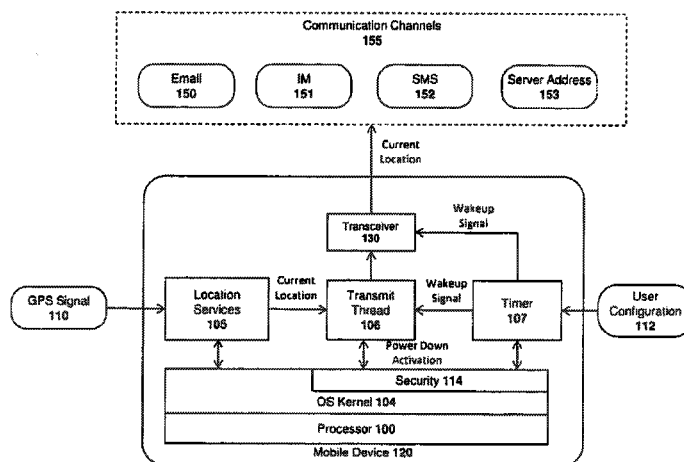 Communication Channels
155
Email
150
IM
151
SMS
152
Server Address
153
Current
Location
Wakeup
Signal
Transceiver
130
GPS Signal
110
Location
Services
105
Current
Location
Transmit
Thread
106
Wakeup
Signal
Timer
107
User
Configuration
112
Power Down
Activation
Security 114
OS Kernel 104
Processor 100
Mobile Device 120